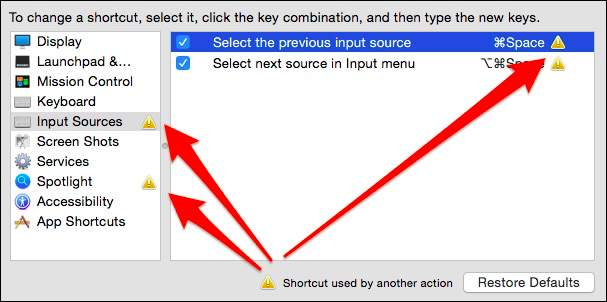 To change a shortcut, select it, click the key combination, and then type the new keys.
Display
Launchpad &...
Mission Control
Keyboard
Input Sources
Screen Shots
Services
Spotlight
Accessibility
App Shortcuts
Select the previous input source ⌘Space
Select next source in Input menu ⌥⌘Space
Shortcut used by another action
Restore Defaults